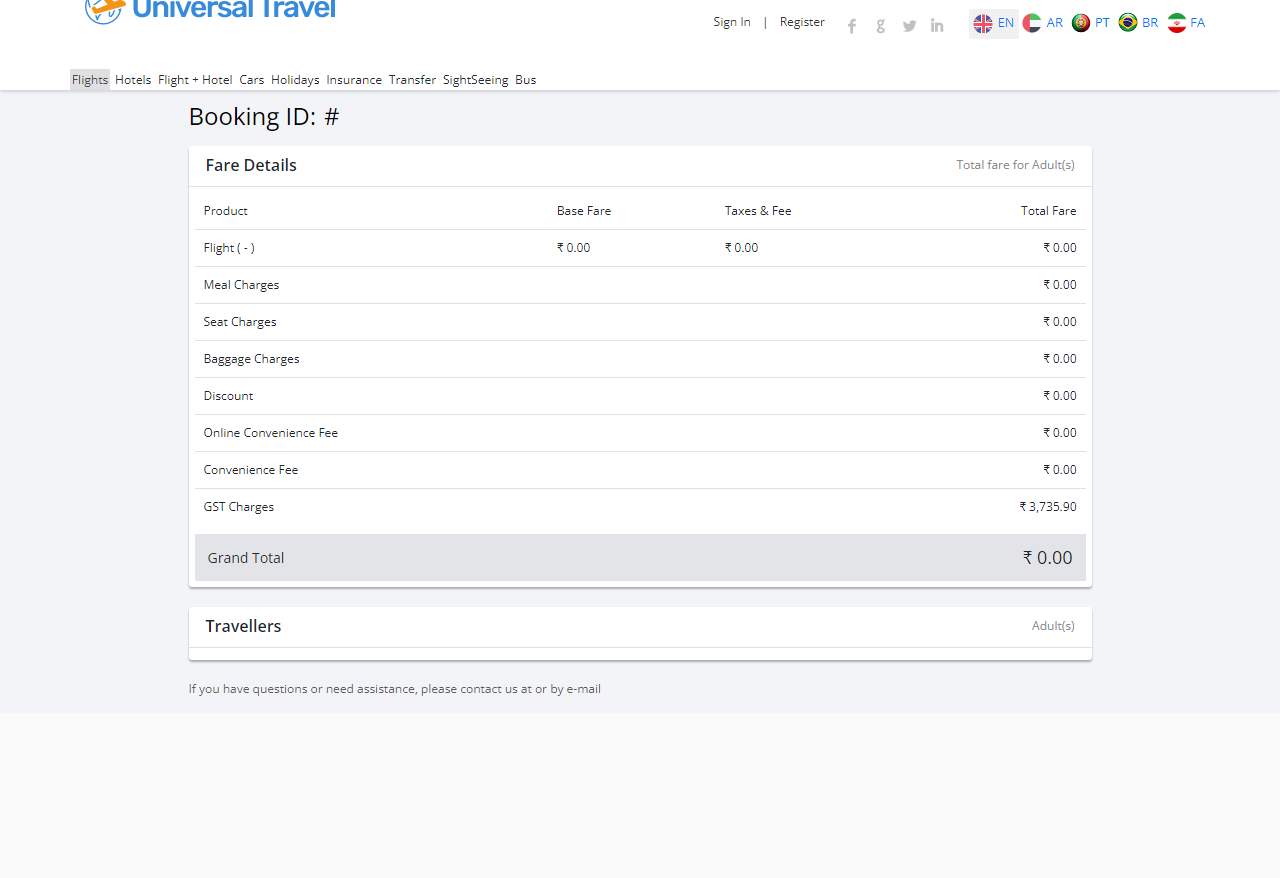 Universal Travel
Sign In | Register
EN AR PT BR FA
Flights Hotels Flight + Hotel Cars Holidays Insurance Transfer SightSeeing Bus
Booking ID: #
Fare Details Total fare for Adult(s)
Product Base Fare Taxes & Fee Total Fare
Flight ( - ) ₹ 0.00 ₹ 0.00 ₹ 0.00
Meal Charges ₹ 0.00
Seat Charges ₹ 0.00
Baggage Charges ₹ 0.00
Discount ₹ 0.00
Online Convenience Fee ₹ 0.00
Convenience Fee ₹ 0.00
GST Charges ₹ 3,735.90
Grand Total ₹ 0.00
Travellers Adult(s)
If you have questions or need assistance, please contact us at or by e-mail